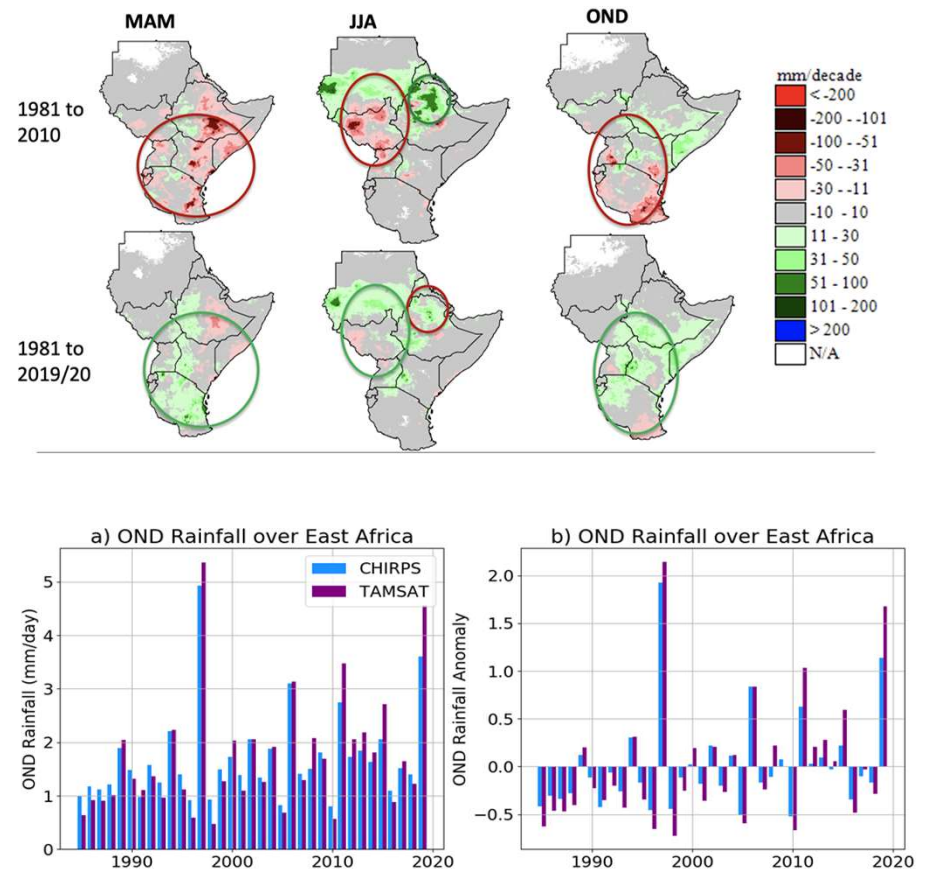 MAM JJA OND
1981 to
2010
mm/decade
< -200
-200 - -101
-100 - -51
-50 - -31
-30 - -11
-10 - 10
11 - 30
31 - 50
51 - 100
101 - 200
> 200
N/A
1981 to
2019/20
a) OND Rainfall over East Africa
CHIRPS
TAMSAT
OND Rainfall (mm/day)
5
4
3
2
1
0
1990 2000 2010 2020
b) OND Rainfall over East Africa
OND Rainfall Anomaly
2.0
1.5
1.0
0.5
0.0
−0.5
1990 2000 2010 2020